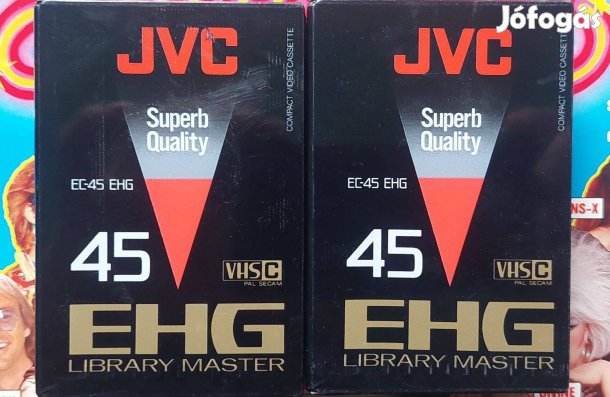 Jófogás
JVC
COMPACT VIDEO CASSETTE
Superb
Quality
EC-45 EHG
45
VHS C
PAL SECAM
EHG
LIBRARY MASTER
JVC
COMPACT VIDEO CASSETTE
Superb
Quality
EC-45 EHG
45
VHS C
PAL SECAM
EHG
LIBRARY MASTER
NS-X